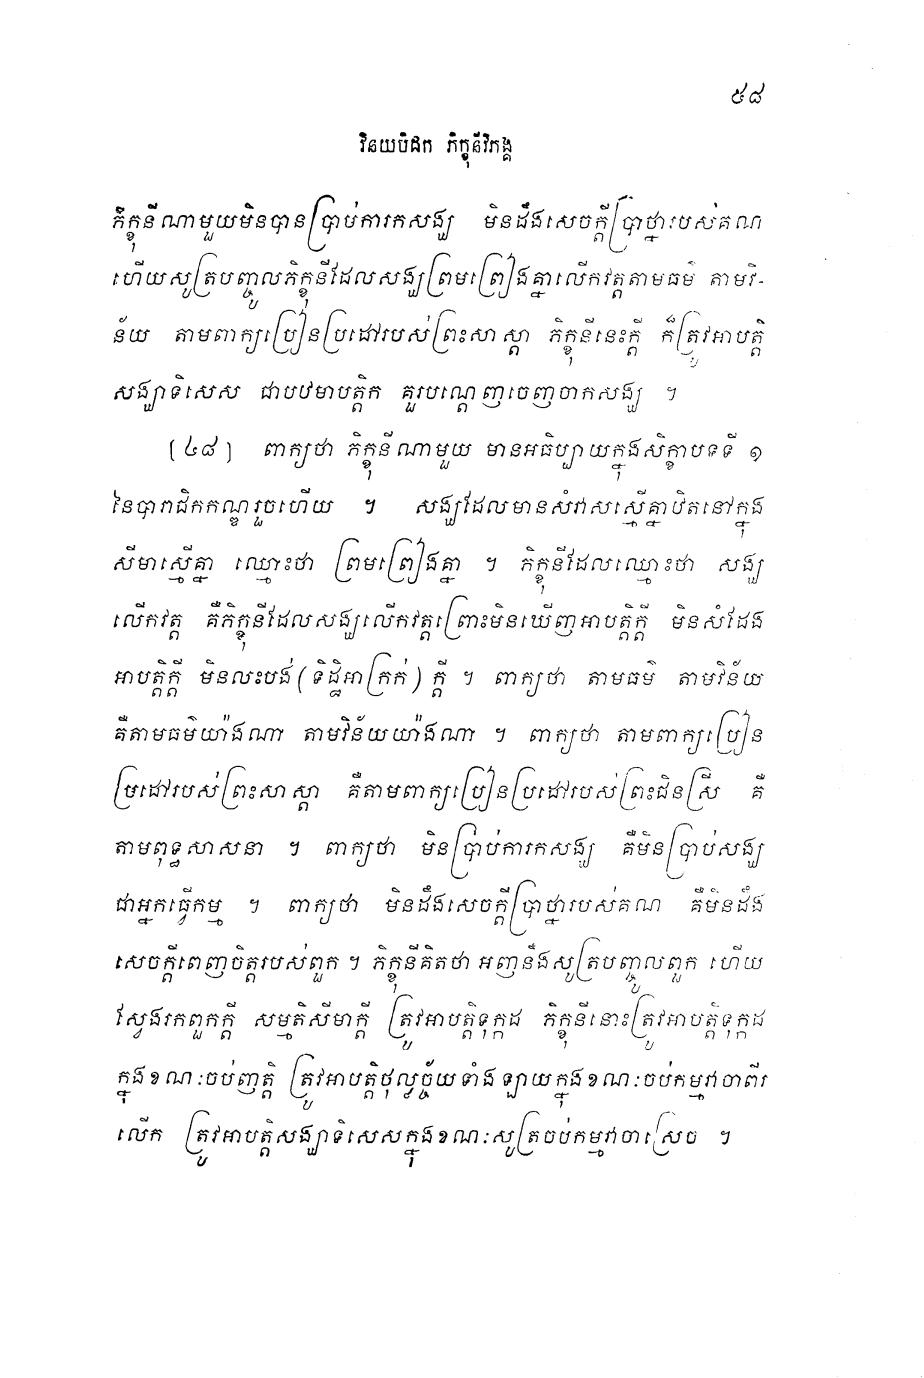 ៥៨
វិនយបិដក ភិក្ខុនីវិភង្គ
ភិក្ខុនីណាមួយមិនបានប្រាប់ការកសង្ឃ មិនដឹងសេចក្តីប្រាថ្នារបស់គណ
ហើយសូត្របញ្ចូលភិក្ខុនីដែលសង្ឃព្រមព្រៀងគ្នាលើកវត្តតាមធម៌ តាមវិ-
ន័យ តាមពាក្យប្រៀនប្រដៅរបស់ព្រះសាស្តា ភិក្ខុនីនេះក្តី ក៏ត្រូវអាបត្តិ
សង្ឃាទិសេស ជាបឋមាបត្តិក គួរបណ្តេញចេញចាកសង្ឃ ។
(៤៨) ពាក្យថា ភិក្ខុនីណាមួយ មានអធិប្បាយក្នុងសិក្ខាបទទី ១
នៃបារាជិកកណ្ឌរួចហើយ ។ សង្ឃដែលមានសំវាសស្មើគ្នាឋិតនៅក្នុង
សីមាស្មើគ្នា ឈ្មោះថា ព្រមព្រៀងគ្នា ។ ភិក្ខុនីដែលឈ្មោះថា សង្ឃ
លើកវត្ត គឺភិក្ខុនីដែលសង្ឃលើកវត្តព្រោះមិនឃើញអាបត្តិក្តី មិនសំដែង
អាបត្តិក្តី មិនលះបង់ (ទិដ្ឋិអាក្រក់) ក្តី ។ ពាក្យថា តាមធម៌ តាមវិន័យ
គឺតាមធម៌យ៉ាងណា តាមវិន័យយ៉ាងណា ។ ពាក្យថា តាមពាក្យប្រៀន
ប្រដៅរបស់ព្រះសាស្តា គឺតាមពាក្យប្រៀនប្រដៅរបស់ព្រះជិនស្រី គឺ
តាមពុទ្ធសាសនា ។ ពាក្យថា មិនប្រាប់ការកសង្ឃ គឺមិនប្រាប់សង្ឃ
ជាអ្នកធ្វើកម្ម ។ ពាក្យថា មិនដឹងសេចក្តីប្រាថ្នារបស់គណ គឺមិនដឹង
សេចក្តីពេញចិត្តរបស់ពួក ។ ភិក្ខុនីគិតថា អញនឹងសូត្របញ្ចូលពួក ហើយ
ស្វែងរកពួកក្តី សម្មតិសីមាក្តី ត្រូវអាបត្តិទុក្កដ ភិក្ខុនីនោះត្រូវអាបត្តិទុក្កដ
ក្នុងខណៈចប់ញត្តិ ត្រូវអាបត្តិថុល្លច្ច័យទាំងឡាយក្នុងខណៈចប់កម្មវាចាពីរ
លើក ត្រូវអាបត្តិសង្ឃាទិសេសក្នុងខណៈសូត្រចប់កម្មវាចាស្រេច ។